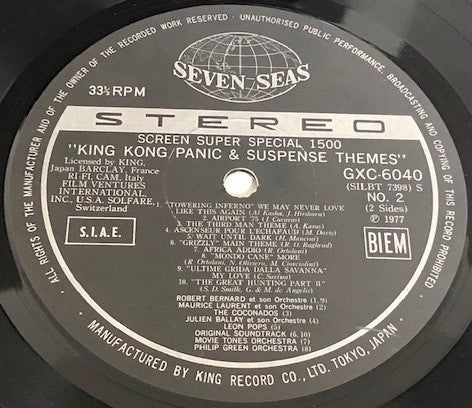 ALL RIGHTS OF THE MANUFACTURER AND OF THE OWNER OF THE RECORDED WORK RESERVED · UNAUTHORISED PUBLIC PERFORMANCE, BROADCASTING AND COPYING OF THIS RECORD PROHIBITED
SEVEN SEAS
33⅓ RPM
STEREO
SCREEN SUPER SPECIAL 1500
"KING KONG/PANIC & SUSPENSE THEMES"
Licensed by KING,
Japan BARCLAY, France
RI.FI, CAM, Italy
FILM VENTURES
INTERNATIONAL,
INC., U.S.A. SOLFARE,
Switzerland
GXC-6040
(SILBT 7398) S
NO. 2
(2 Sides)
Ⓟ 1977
S.I.A.E.
BIEM
1. "TOWERING INFERNO" WE MAY NEVER LOVE
LIKE THIS AGAIN (Al Kasha, J. Hirshorn)
2. AIRPORT '75 (J. Cacavas)
3. THE THIRD MAN THEME (A. Karas)
4. ASCENSEUR POUR L'ECHAFAUD (M. Davis)
5. WAIT UNTIL DARK (H. Mancini)
6. "GRIZZLY" MAIN THEME (R. O. Ragland)
7. AFRICA ADDIO (R. Ortolani)
8. "MONDO CANE" MORE
(R. Ortolani, N. Oliviero, M. Ciorciolini)
9. "ULTIME GRIDA DALLA SAVANNA"
MY LOVE (C. Savina)
10. "THE GREAT HUNTING PART II"
(S. D. Smith, G. & M. de Angelis)
ROBERT BERNARD et son Orchestre (1, 9)
MAURICE LAURENT et son Orchestre (2)
THE COCONADOS (3)
JULIEN BALLAY et son Orchestre (4)
LEON POPS (5)
ORIGINAL SOUNDTRACK (6, 10)
MOVIE TONES ORCHESTRA (7)
PHILIP GREEN ORCHESTRA (8)
MANUFACTURED BY KING RECORD CO., LTD. TOKYO, JAPAN